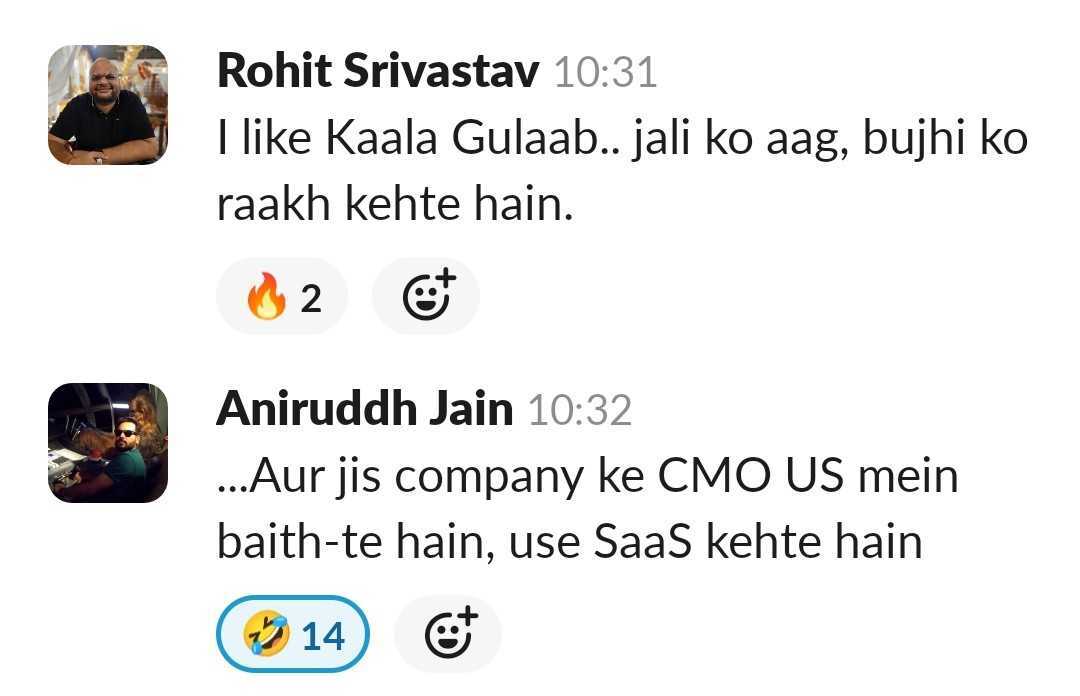 Rohit Srivastav 10:31
I like Kaala Gulaab.. jali ko aag, bujhi ko
raakh kehte hain.
🔥 2
Aniruddh Jain 10:32
...Aur jis company ke CMO US mein
baith-te hain, use SaaS kehte hain
🤣 14